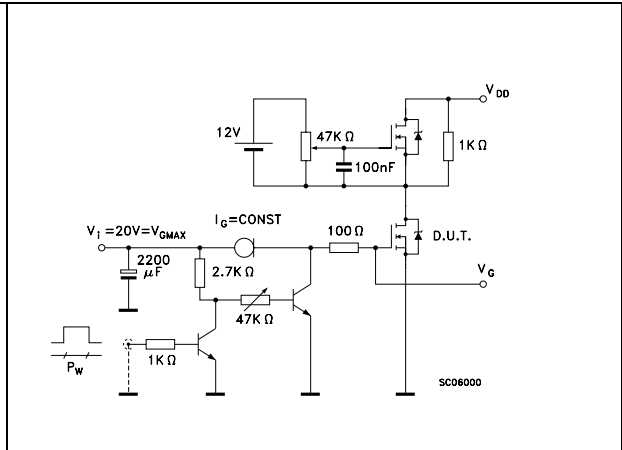 V_DD
12V
47KΩ
1KΩ
100nF
V_i =20V=V_GMAX
I_G=CONST
100Ω
D.U.T.
2200
μF
2.7KΩ
V_G
47KΩ
1KΩ
P_W
SC06000